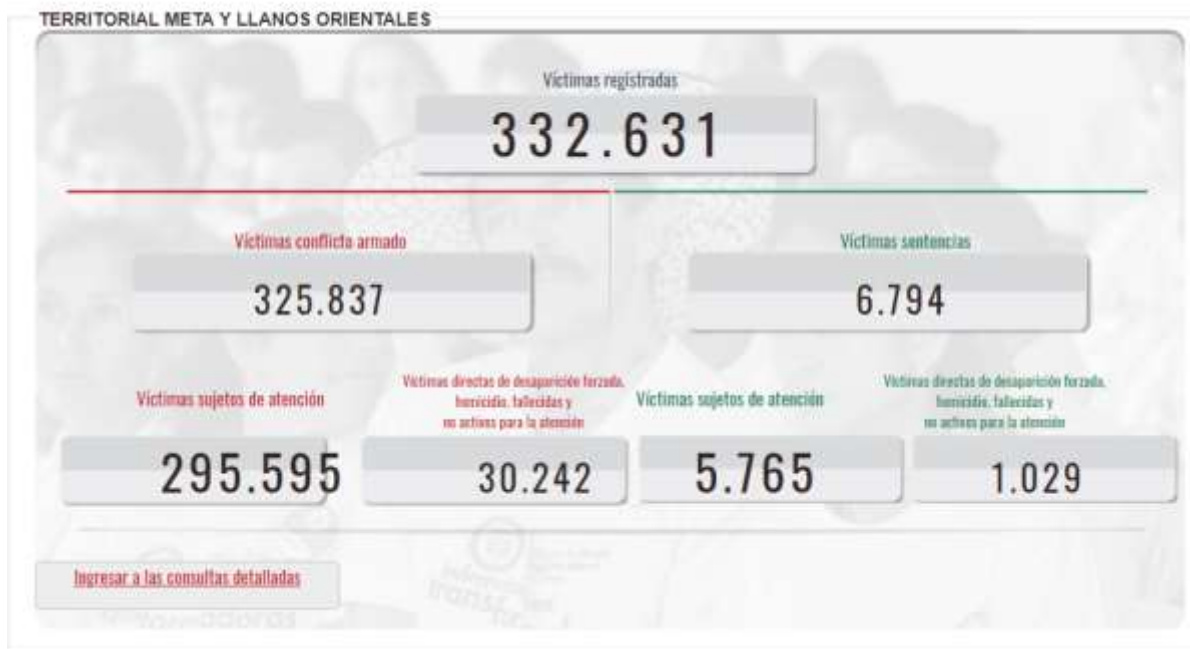 TERRITORIAL META Y LLANOS ORIENTALES
Víctimas registradas
332.631
Víctimas conflicto armado
325.837
Víctimas sentencias
6.794
Víctimas sujetos de atención
295.595
Víctimas directas de desaparición forzada,
homicidio, fallecidas y
no activos para la atención
30.242
Víctimas sujetos de atención
5.765
Víctimas directas de desaparición forzada,
homicidio, fallecidas y
no activos para la atención
1.029
Ingresar a las consultas detalladas